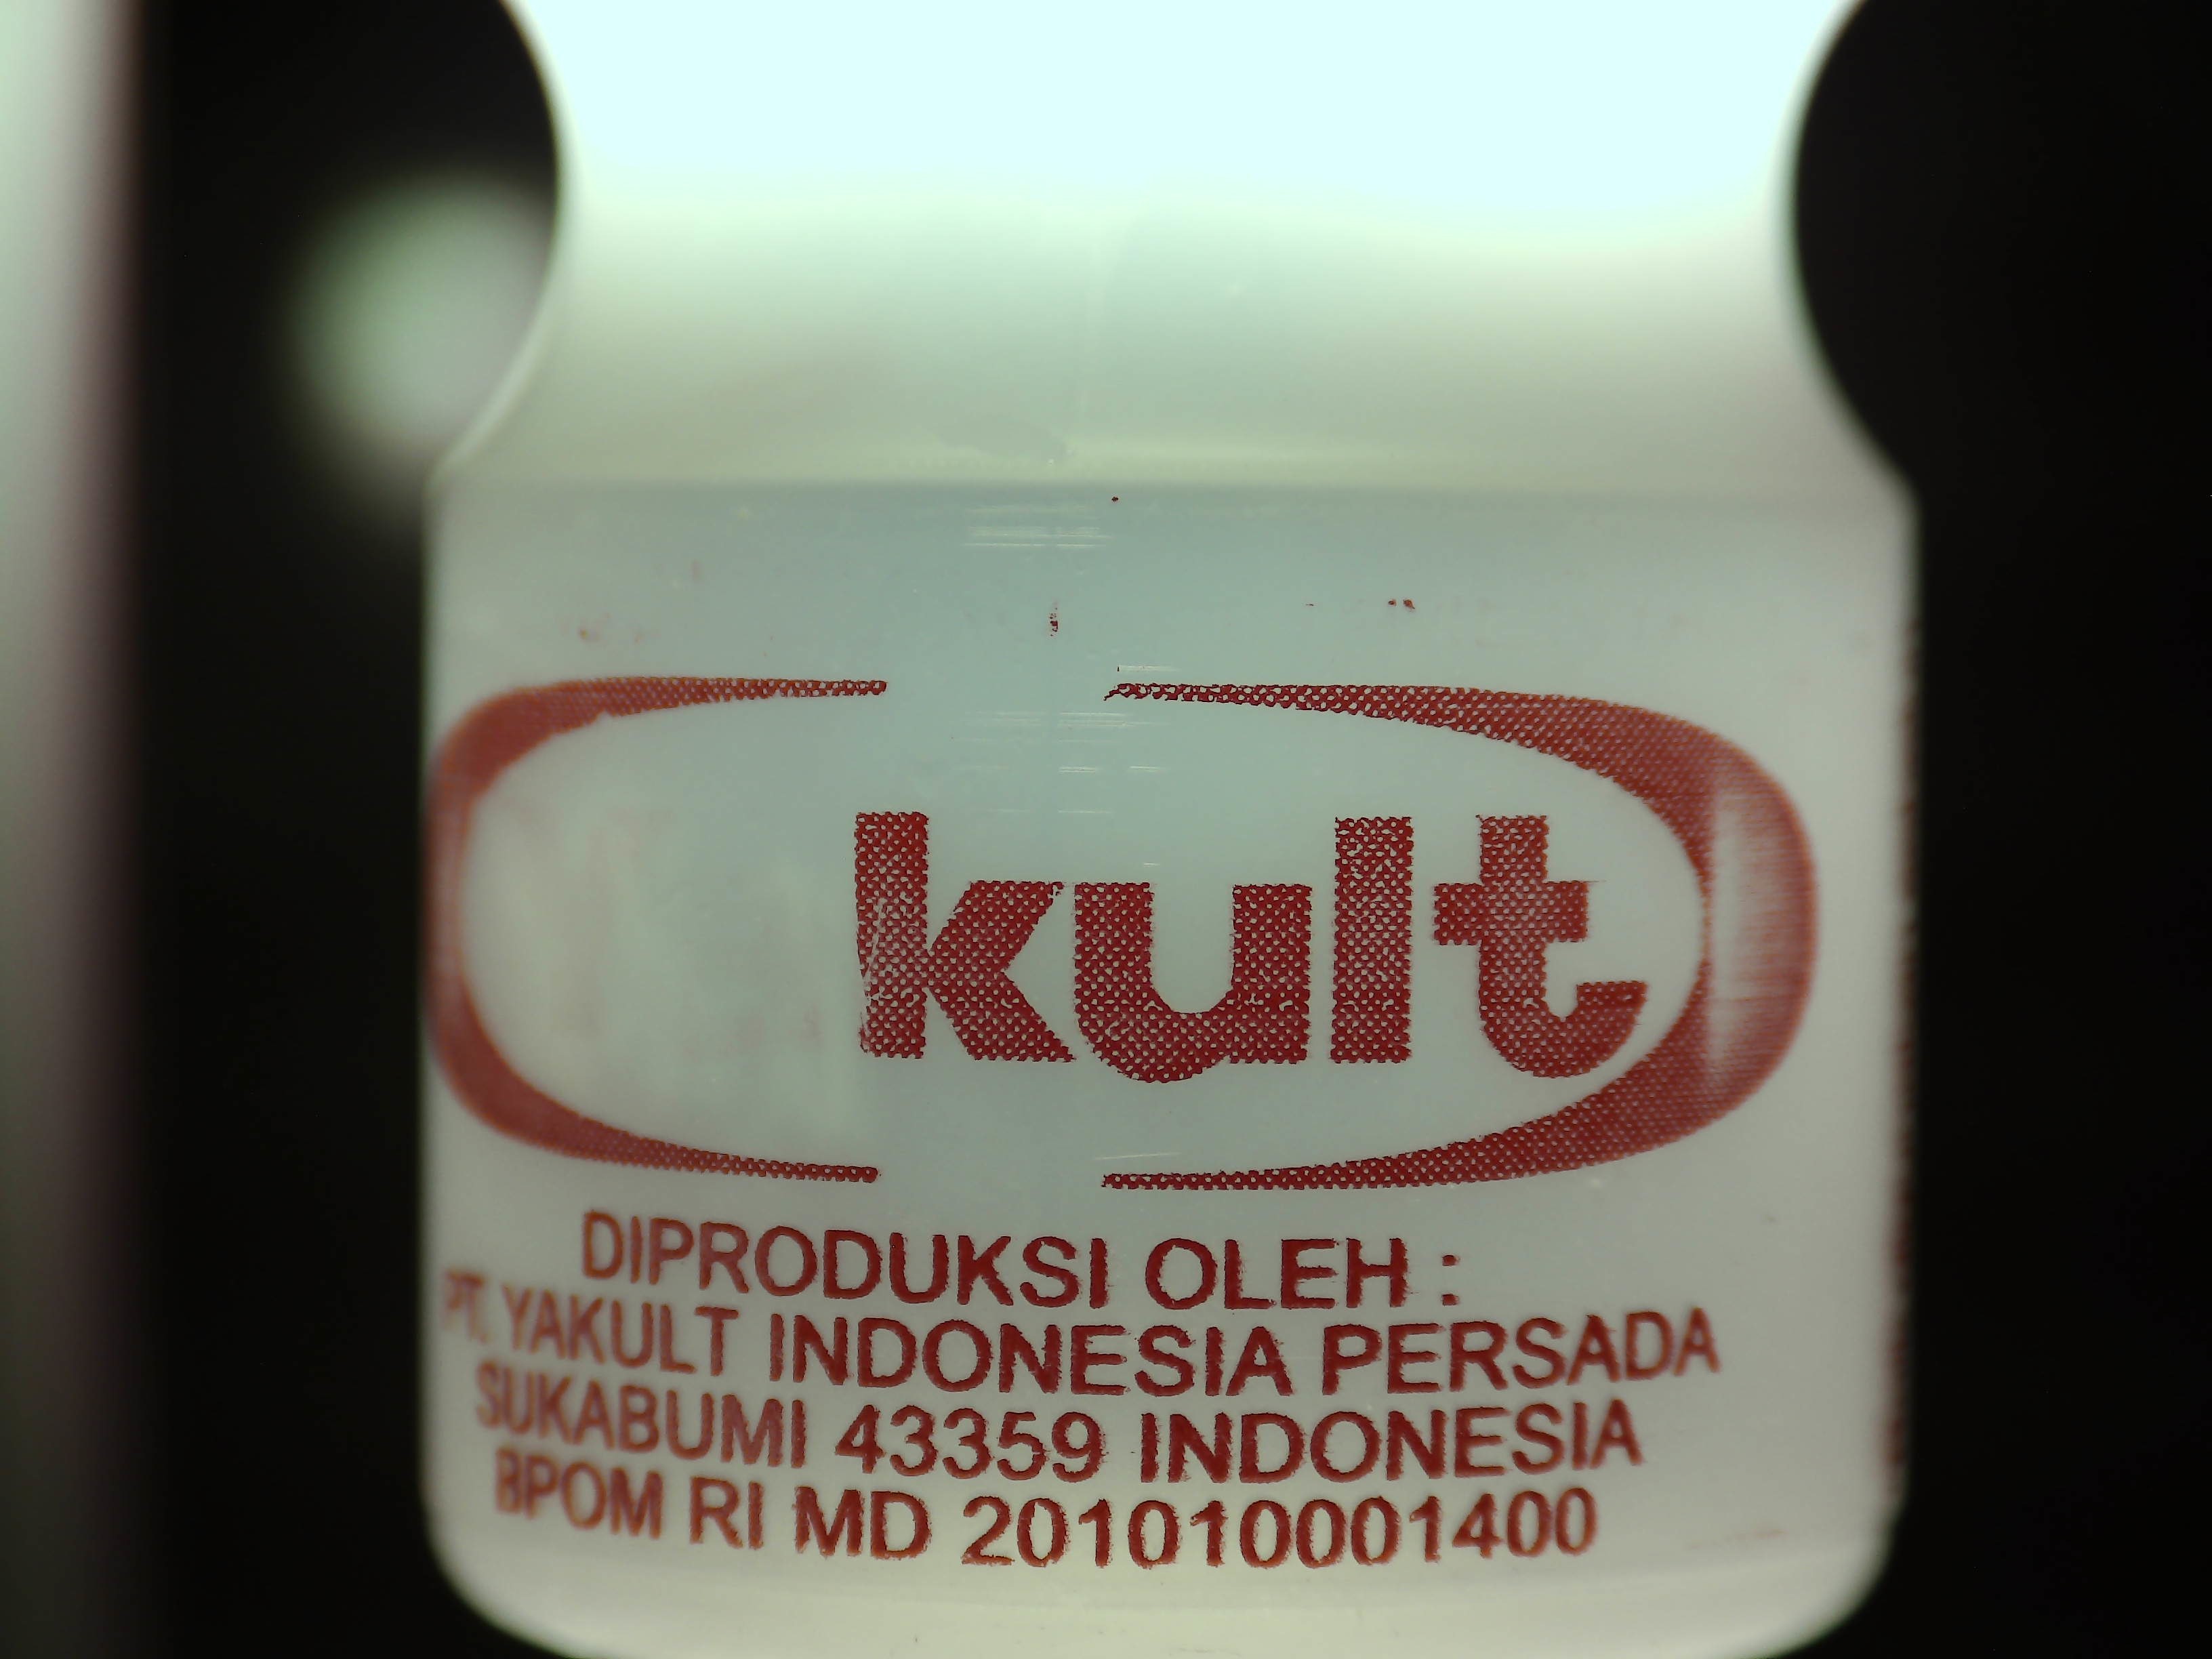 kult
DIPRODUKSI OLEH :
PT. YAKULT INDONESIA PERSADA
SUKABUMI 43359 INDONESIA
BPOM RI MD 201010001400